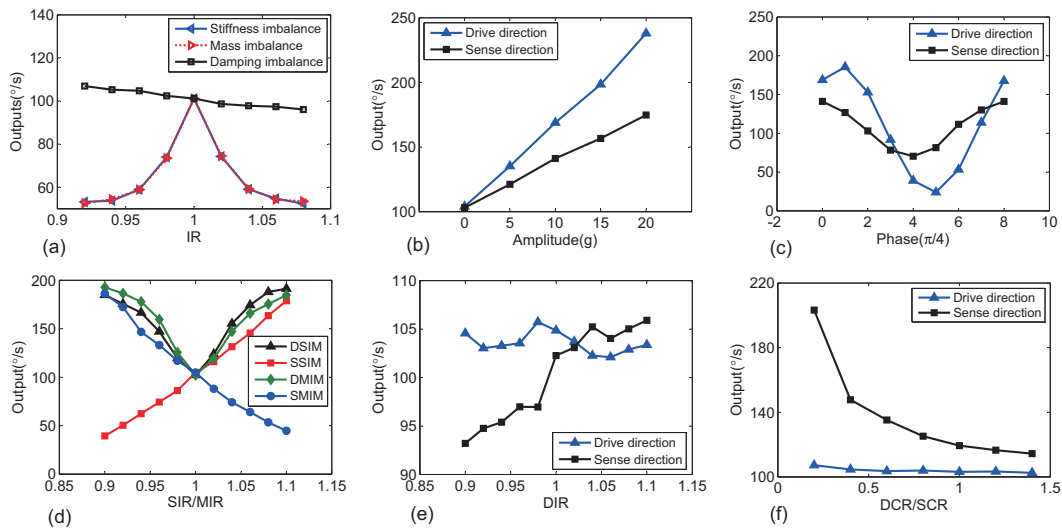 140
120
100
80
60
0.9
0.95
1
1.05
1.1
Outputs(°/s)
IR
Stiffness imbalance
Mass imbalance
Damping imbalance
(a)
250
200
150
100
0
5
10
15
20
Output(°/s)
Amplitude(g)
Drive direction
Sense direction
(b)
250
200
150
100
50
0
-2
0
2
4
6
8
10
Output(°/s)
Phase(π/4)
Drive direction
Sense direction
(c)
200
150
100
50
0
0.85
0.9
0.95
1
1.05
1.1
1.15
Output(°/s)
SIR/MIR
DSIM
SSIM
DMIM
SMIM
(d)
110
105
100
95
90
0.85
0.9
0.95
1
1.05
1.1
1.15
Output(°/s)
DIR
Drive direction
Sense direction
(e)
220
180
140
100
0
0.5
1
1.5
Output(°/s)
DCR/SCR
Drive direction
Sense direction
(f)